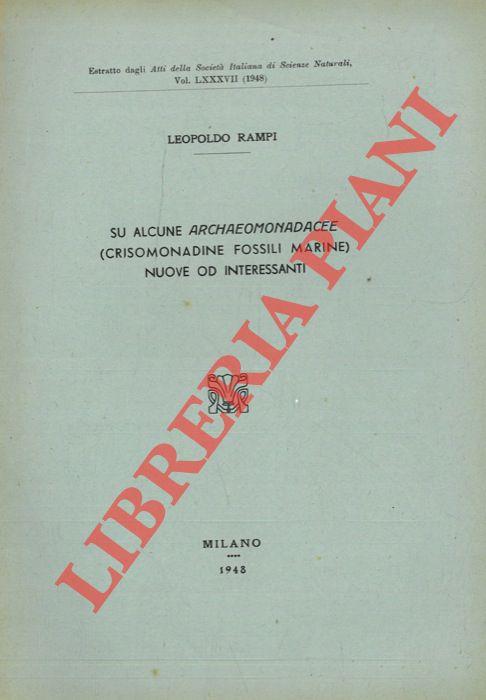 Estratto dagli Atti della Società Italiana di Scienze Naturali,
Vol. LXXXVII (1948)
LEOPOLDO RAMPI
SU ALCUNE ARCHAEOMONADACEE
(CRISOMONADINE FOSSILI MARINE)
NUOVE OD INTERESSANTI
MILANO
1948
LIBRERIA PIANI